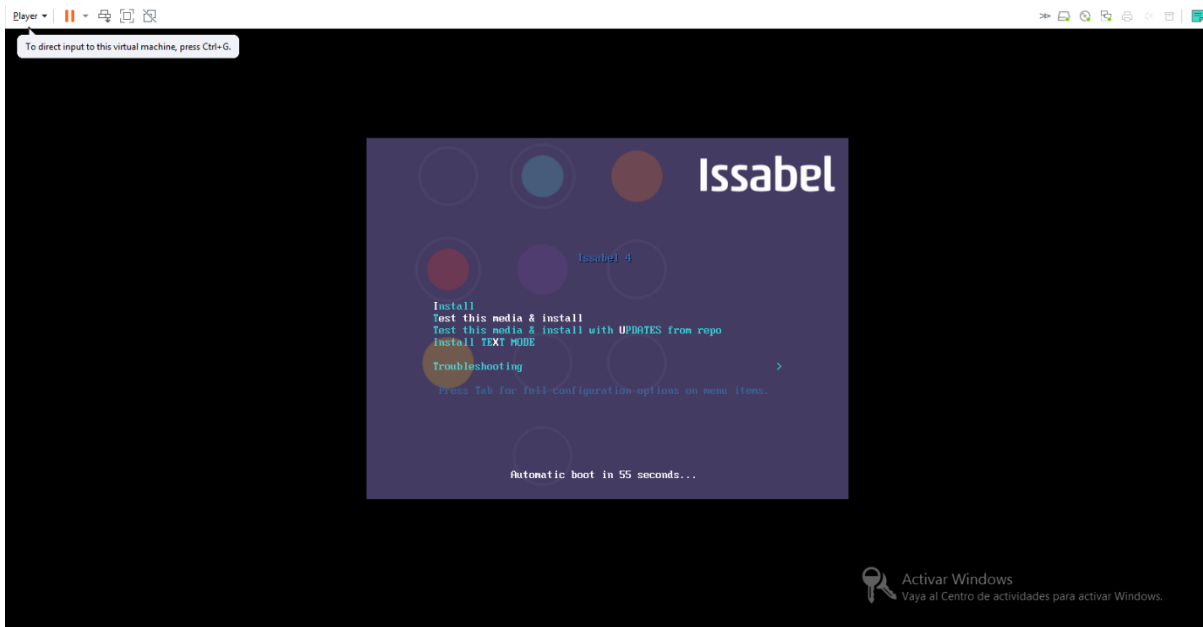 Player
To direct input to this virtual machine, press Ctrl+G.
Issabel
Issabel 4
Install
Test this media & install
Test this media & install with UPDATES from repo
Install TEXT MODE
Troubleshooting >
Press Tab for full configuration options on menu items.
Automatic boot in 55 seconds...
Activar Windows
Vaya al Centro de actividades para activar Windows.